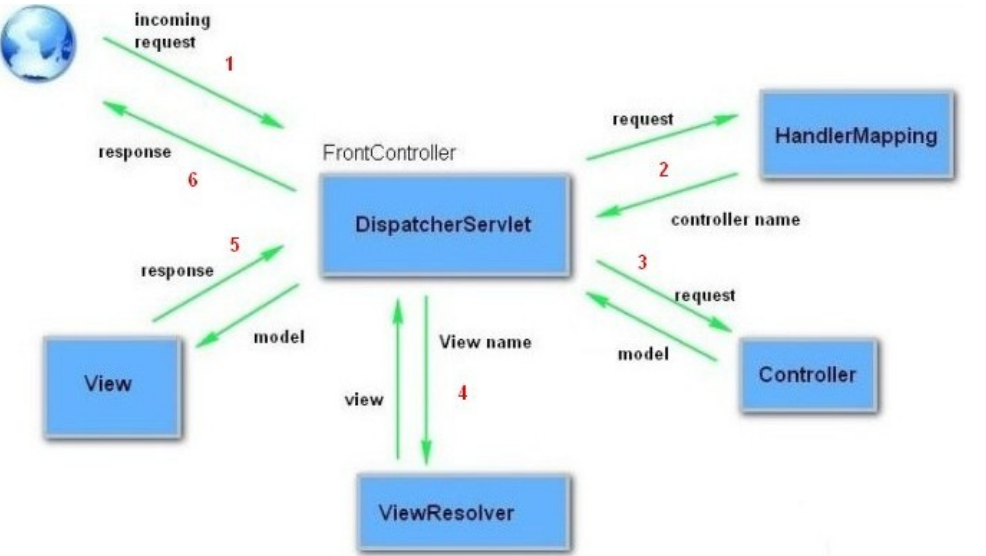 incoming
request
1
response
6
FrontController
DispatcherServlet
request
HandlerMapping
2
controller name
3
request
model
Controller
5
response
model
View
View name
4
view
ViewResolver